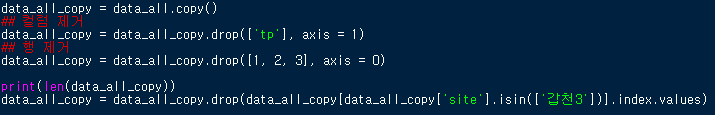 data_all_copy = data_all.copy()
## 컬럼 제거
data_all_copy = data_all_copy.drop(['tp'], axis = 1)
## 행 제거
data_all_copy = data_all_copy.drop([1, 2, 3], axis = 0)
print(len(data_all_copy))
data_all_copy = data_all_copy.drop(data_all_copy[data_all_copy['site'].isin(['갑천3'])].index.values)